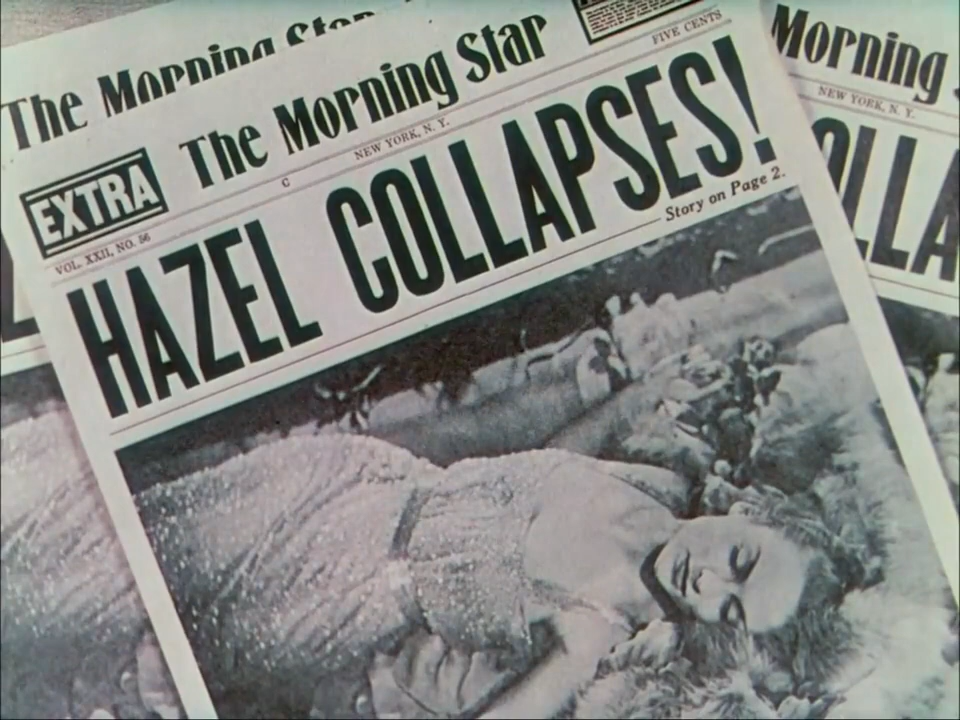 The Morning Star
The Morning Star
FIVE CENTS
Morning
NEW YORK, N. Y.
EXTRA
C
NEW YORK, N. Y.
VOL. XXII, NO. 56
HAZEL COLLAPSES!
Story on Page 2.
OLLA